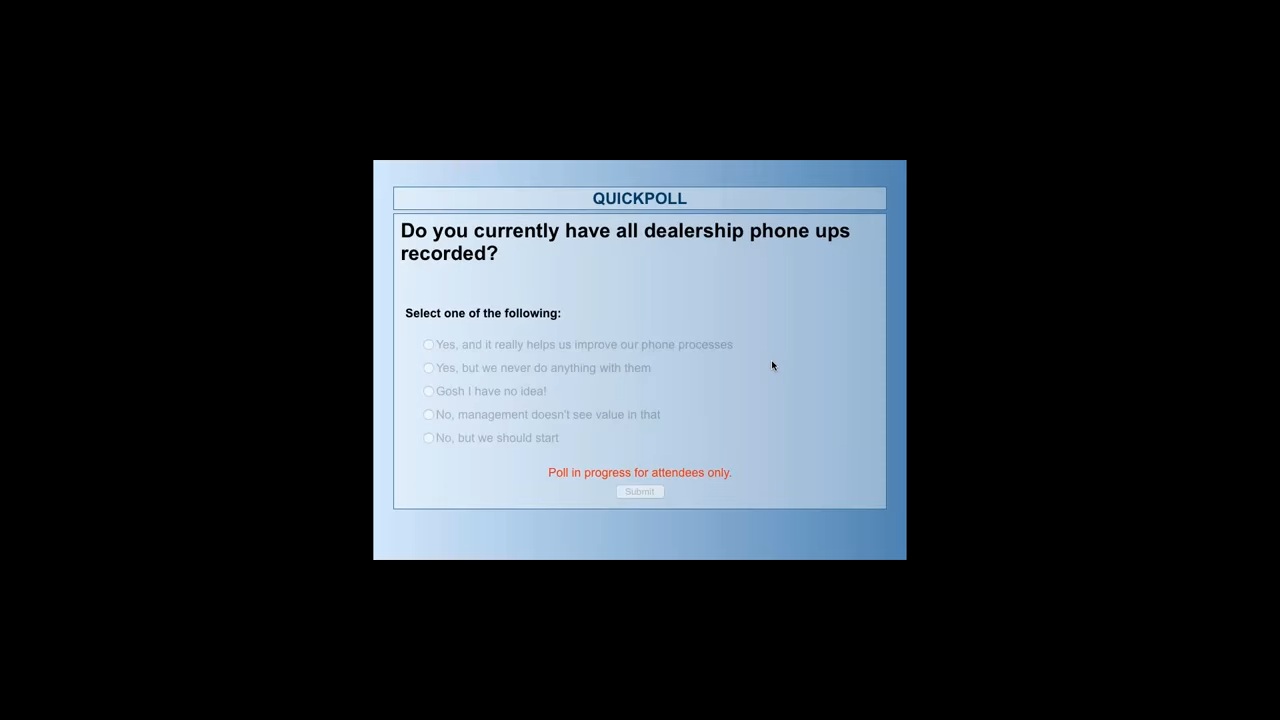 QUICKPOLL
Do you currently have all dealership phone ups
recorded?
Select one of the following:
Yes, and it really helps us improve our phone processes
Yes, but we never do anything with them
Gosh I have no idea!
No, management doesn't see value in that
No, but we should start
Poll in progress for attendees only.
Submit